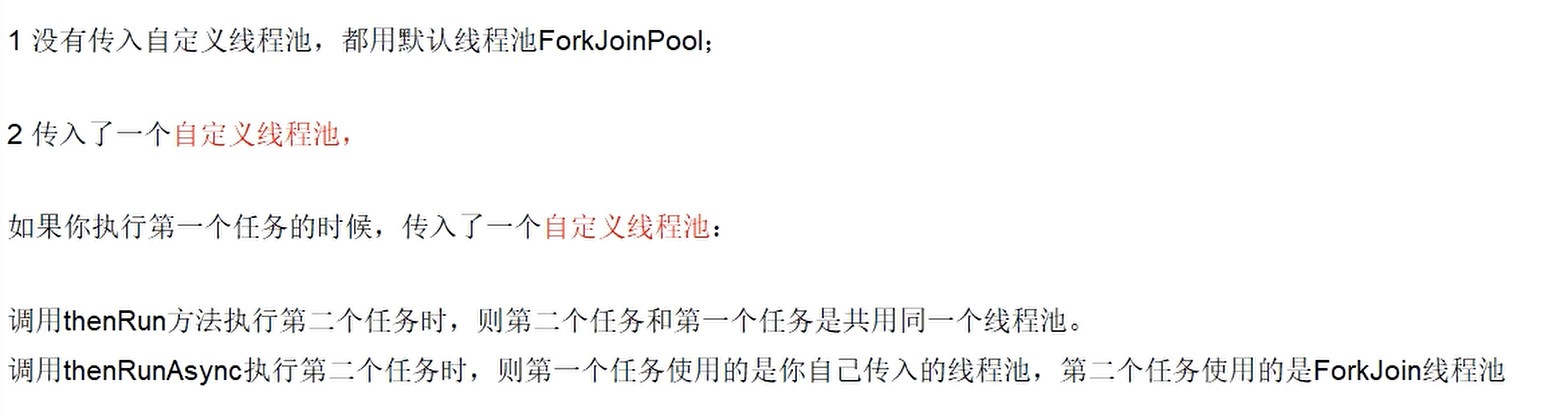 1 没有传入自定义线程池，都用默认线程池ForkJoinPool；
2 传入了一个自定义线程池，
如果你执行第一个任务的时候，传入了一个自定义线程池：
调用thenRun方法执行第二个任务时，则第二个任务和第一个任务是共用同一个线程池。
调用thenRunAsync执行第二个任务时，则第一个任务使用的是你自己传入的线程池，第二个任务使用的是ForkJoin线程池